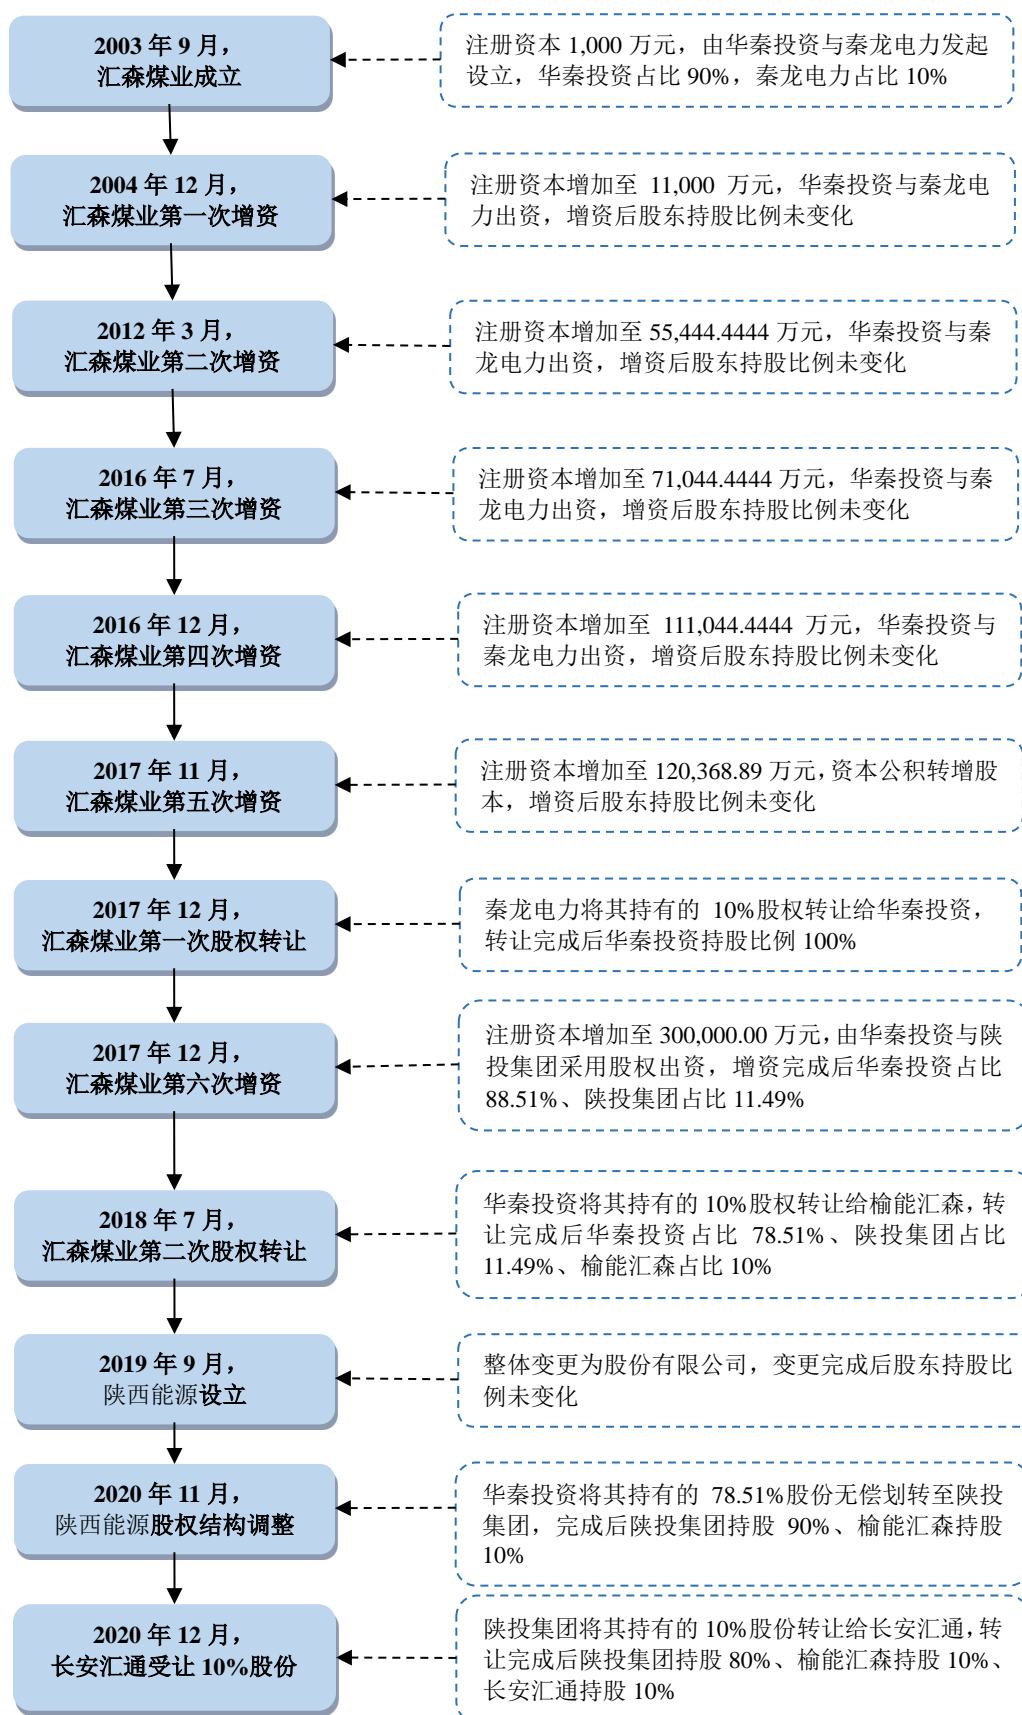 2003 年 9 月，
汇森煤业成立
注册资本 1,000 万元，由华秦投资与秦龙电力发起
设立，华秦投资占比 90%，秦龙电力占比 10%
2004 年 12 月，
汇森煤业第一次增资
注册资本增加至 11,000 万元，华秦投资与秦龙电
力出资，增资后股东持股比例未变化
2012 年 3 月，
汇森煤业第二次增资
注册资本增加至 55,444.4444 万元，华秦投资与秦
龙电力出资，增资后股东持股比例未变化
2016 年 7 月，
汇森煤业第三次增资
注册资本增加至 71,044.4444 万元，华秦投资与秦
龙电力出资，增资后股东持股比例未变化
2016 年 12 月，
汇森煤业第四次增资
注册资本增加至 111,044.4444 万元，华秦投资与
秦龙电力出资，增资后股东持股比例未变化
2017 年 11 月，
汇森煤业第五次增资
注册资本增加至 120,368.89 万元，资本公积转增股
本，增资后股东持股比例未变化
2017 年 12 月，
汇森煤业第一次股权转让
秦龙电力将其持有的 10%股权转让给华秦投资，
转让完成后华秦投资持股比例 100%
2017 年 12 月，
汇森煤业第六次增资
注册资本增加至 300,000.00 万元，由华秦投资与陕
投集团采用股权出资，增资完成后华秦投资占比
88.51%、陕投集团占比 11.49%
2018 年 7 月，
汇森煤业第二次股权转让
华秦投资将其持有的 10%股权转让给榆能汇森，转
让完成后华秦投资占比 78.51%、陕投集团占比
11.49%、榆能汇森占比 10%
2019 年 9 月，
陕西能源设立
整体变更为股份有限公司，变更完成后股东持股比
例未变化
2020 年 11 月，
陕西能源股权结构调整
华秦投资将其持有的 78.51%股份无偿划转至陕投
集团，完成后陕投集团持股 90%、榆能汇森持股
10%
2020 年 12 月，
长安汇通受让 10%股份
陕投集团将其持有的 10%股份转让给长安汇通，转
让完成后陕投集团持股 80%、榆能汇森持股 10%、
长安汇通持股 10%